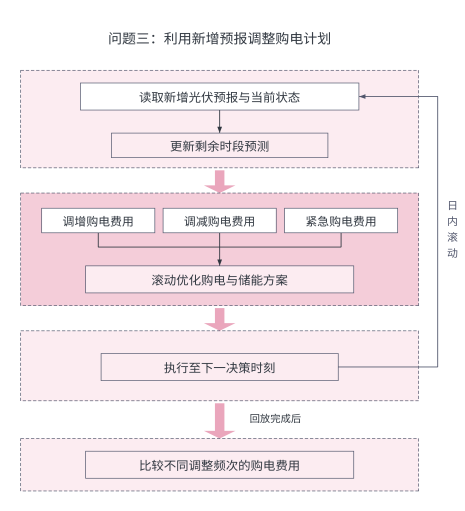 问题三：利用新增预报调整购电计划
读取新增光伏预报与当前状态
更新剩余时段预测
调增购电费用
调减购电费用
紧急购电费用
滚动优化购电与储能方案
执行至下一决策时刻
日内滚动
回放完成后
比较不同调整频次的购电费用